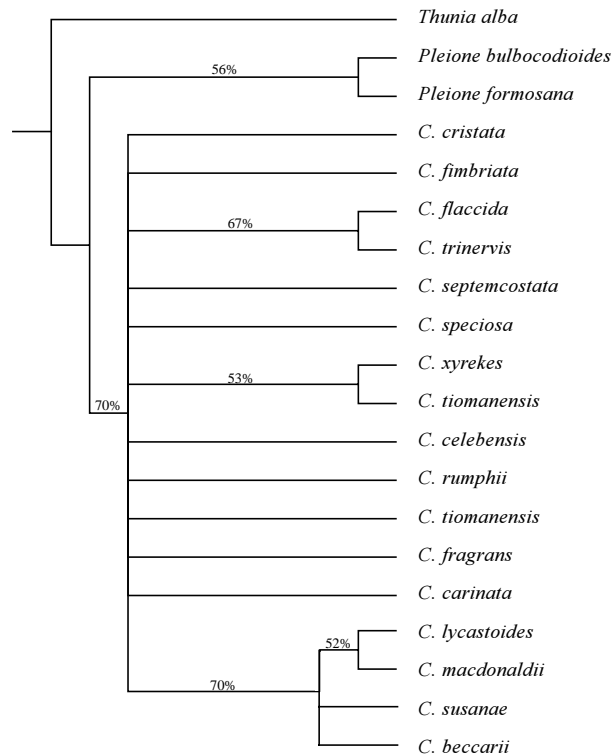 Thunia alba
Pleione bulbocodioides
56%
Pleione formosana
C. cristata
C. fimbriata
C. flaccida
67%
C. trinervis
C. septemcostata
C. speciosa
C. xyrekes
53%
C. tiomanensis
70%
C. celebensis
C. rumphii
C. tiomanensis
C. fragrans
C. carinata
C. lycastoides
52%
C. macdonaldii
70%
C. susanae
C. beccarii